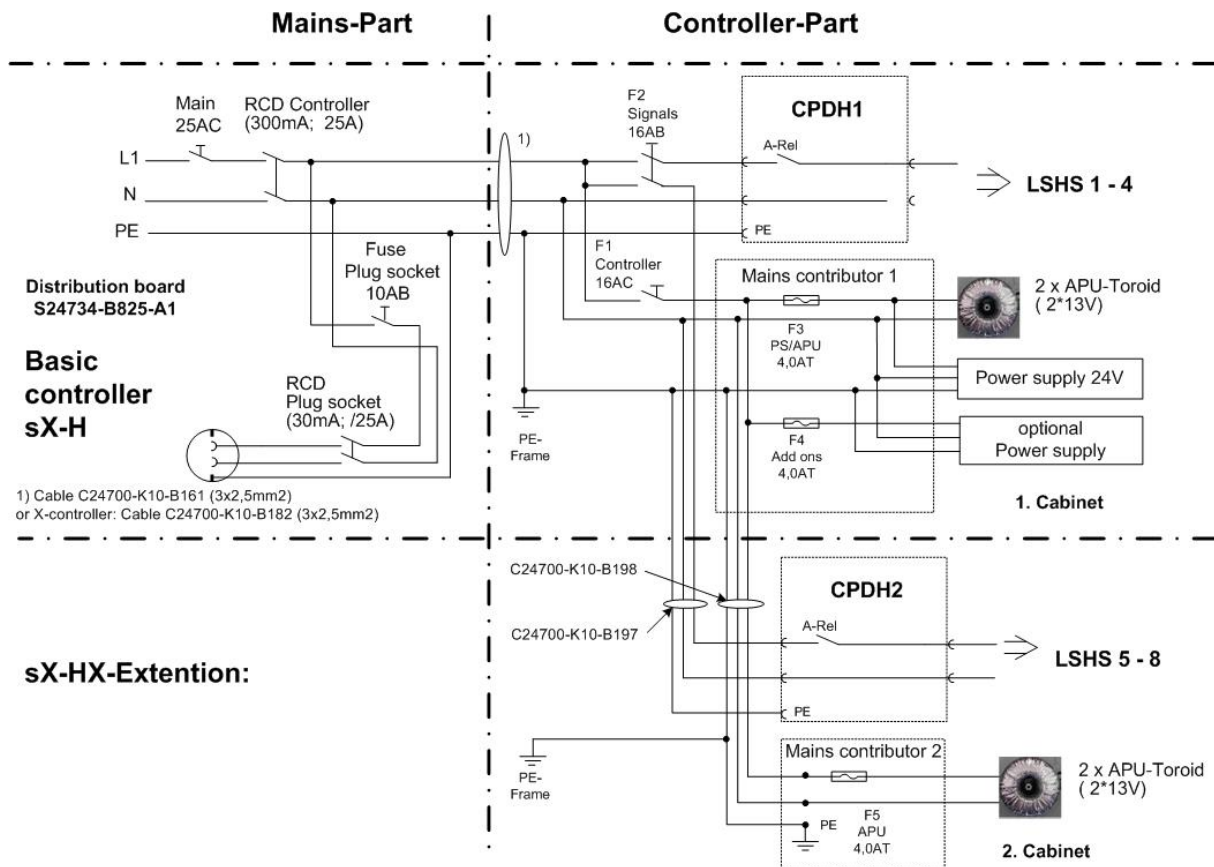 Mains-Part
Controller-Part
Main
25AC
RCD Controller
(300mA; 25A)
1)
F2
Signals
16AB
CPDH1
A-Rel
L1
N
PE
PE
LSHS 1 - 4
Fuse
Plug socket
10AB
F1
Controller
16AC
Mains contributor 1
2 x APU-Toroid
( 2*13V)
Distribution board
S24734-B825-A1
F3
PS/APU
4,0AT
Basic
controller
sX-H
RCD
Plug socket
(30mA; /25A)
Power supply 24V
PE-
Frame
F4
Add ons
4,0AT
optional
Power supply
1) Cable C24700-K10-B161 (3x2,5mm2)
or X-controller: Cable C24700-K10-B182 (3x2,5mm2)
1. Cabinet
C24700-K10-B198
C24700-K10-B197
CPDH2
A-Rel
PE
LSHS 5 - 8
sX-HX-Extention:
PE-
Frame
Mains contributor 2
2 x APU-Toroid
( 2*13V)
PE
F5
APU
4,0AT
2. Cabinet